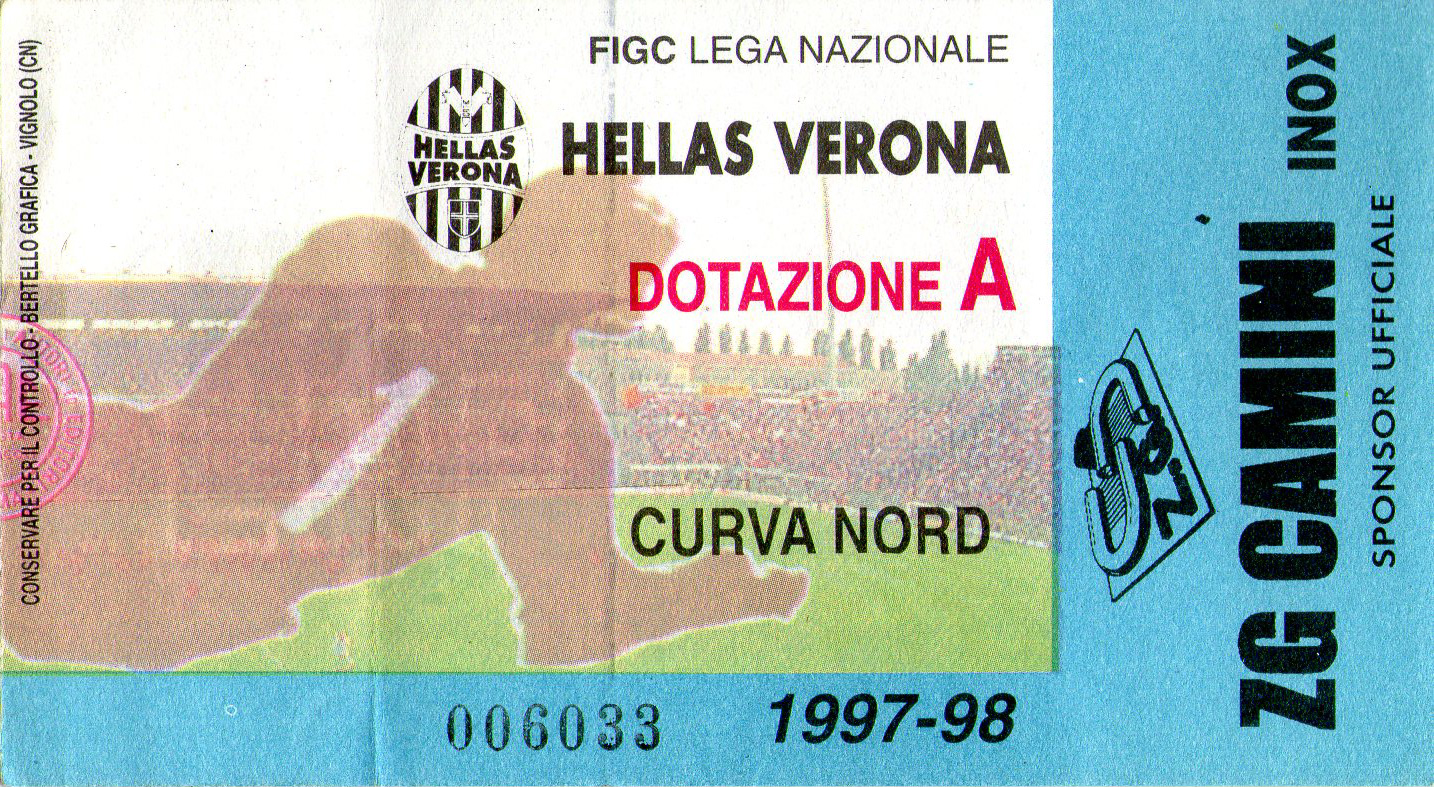 CONSERVARE PER IL CONTROLLO - BERTELLO GRAFICA - VIGNOLO (CN)
FIGC LEGA NAZIONALE
HELLAS
VERONA
HELLAS VERONA
DOTAZIONE A
CURVA NORD
006033
1997-98
ZG CAMINI INOX
SPONSOR UFFICIALE